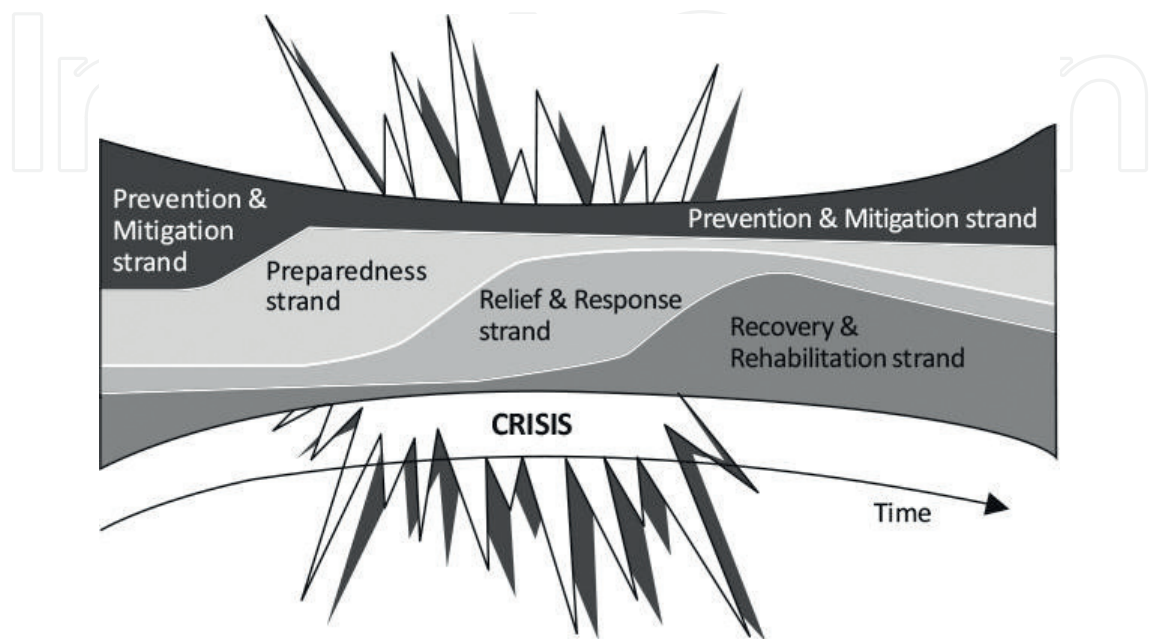 Prevention &
Mitigation
strand
Prevention & Mitigation strand
Preparedness
strand
Relief & Response
strand
Recovery &
Rehabilitation strand
CRISIS
Time